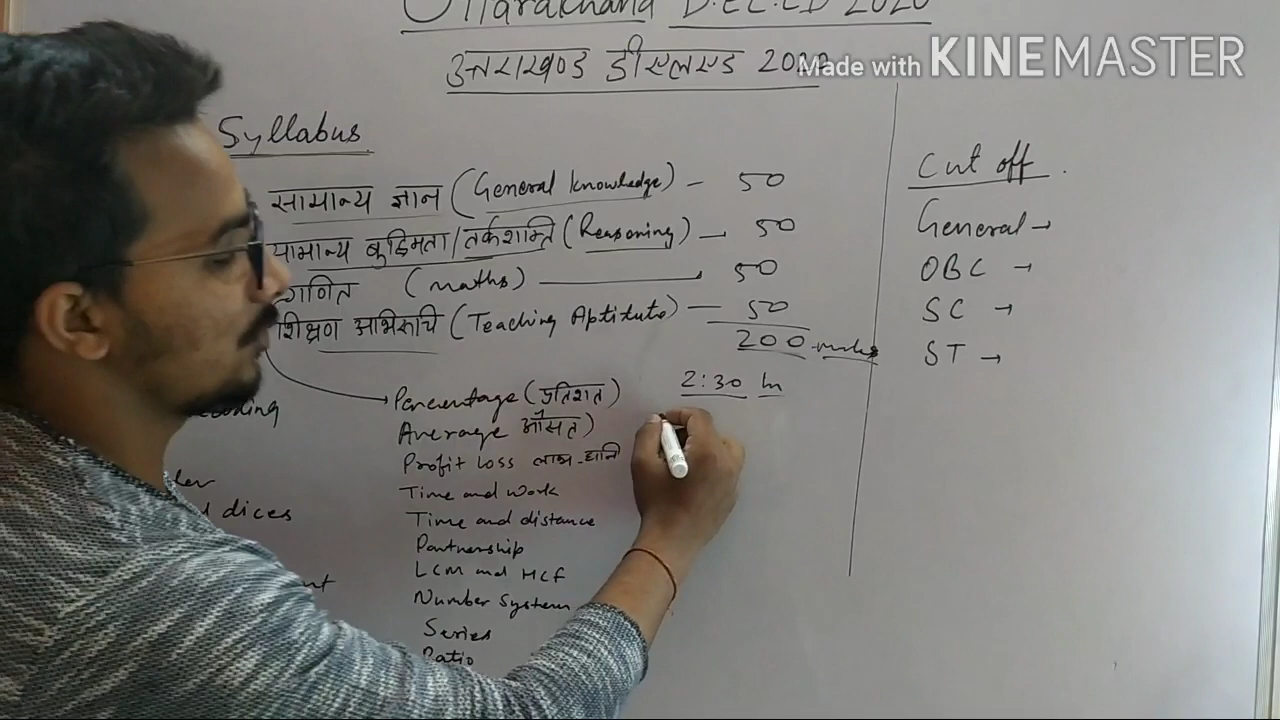 Uttarakhand D.EL.ED 2020
उत्तराखण्ड डीएलएड 2020
Made with KINEMASTER
Syllabus
सामान्य ज्ञान (General knowledge) - 50
सामान्य बुद्धिमता/तर्कशाक्ति (Reasoning) - 50
गणित (maths) - 50
शिक्षण अभिरुचि (Teaching Aptitute) - 50
200 marks
2:30 hr
Percentage (प्रतिशत)
Average औसत)
Profit Loss लाभ-हानि
Time and work
Time and distance
Partnership
LCM and HCF
Number System
Series
Ratio
dices
Cut off
General →
OBC →
SC →
ST →